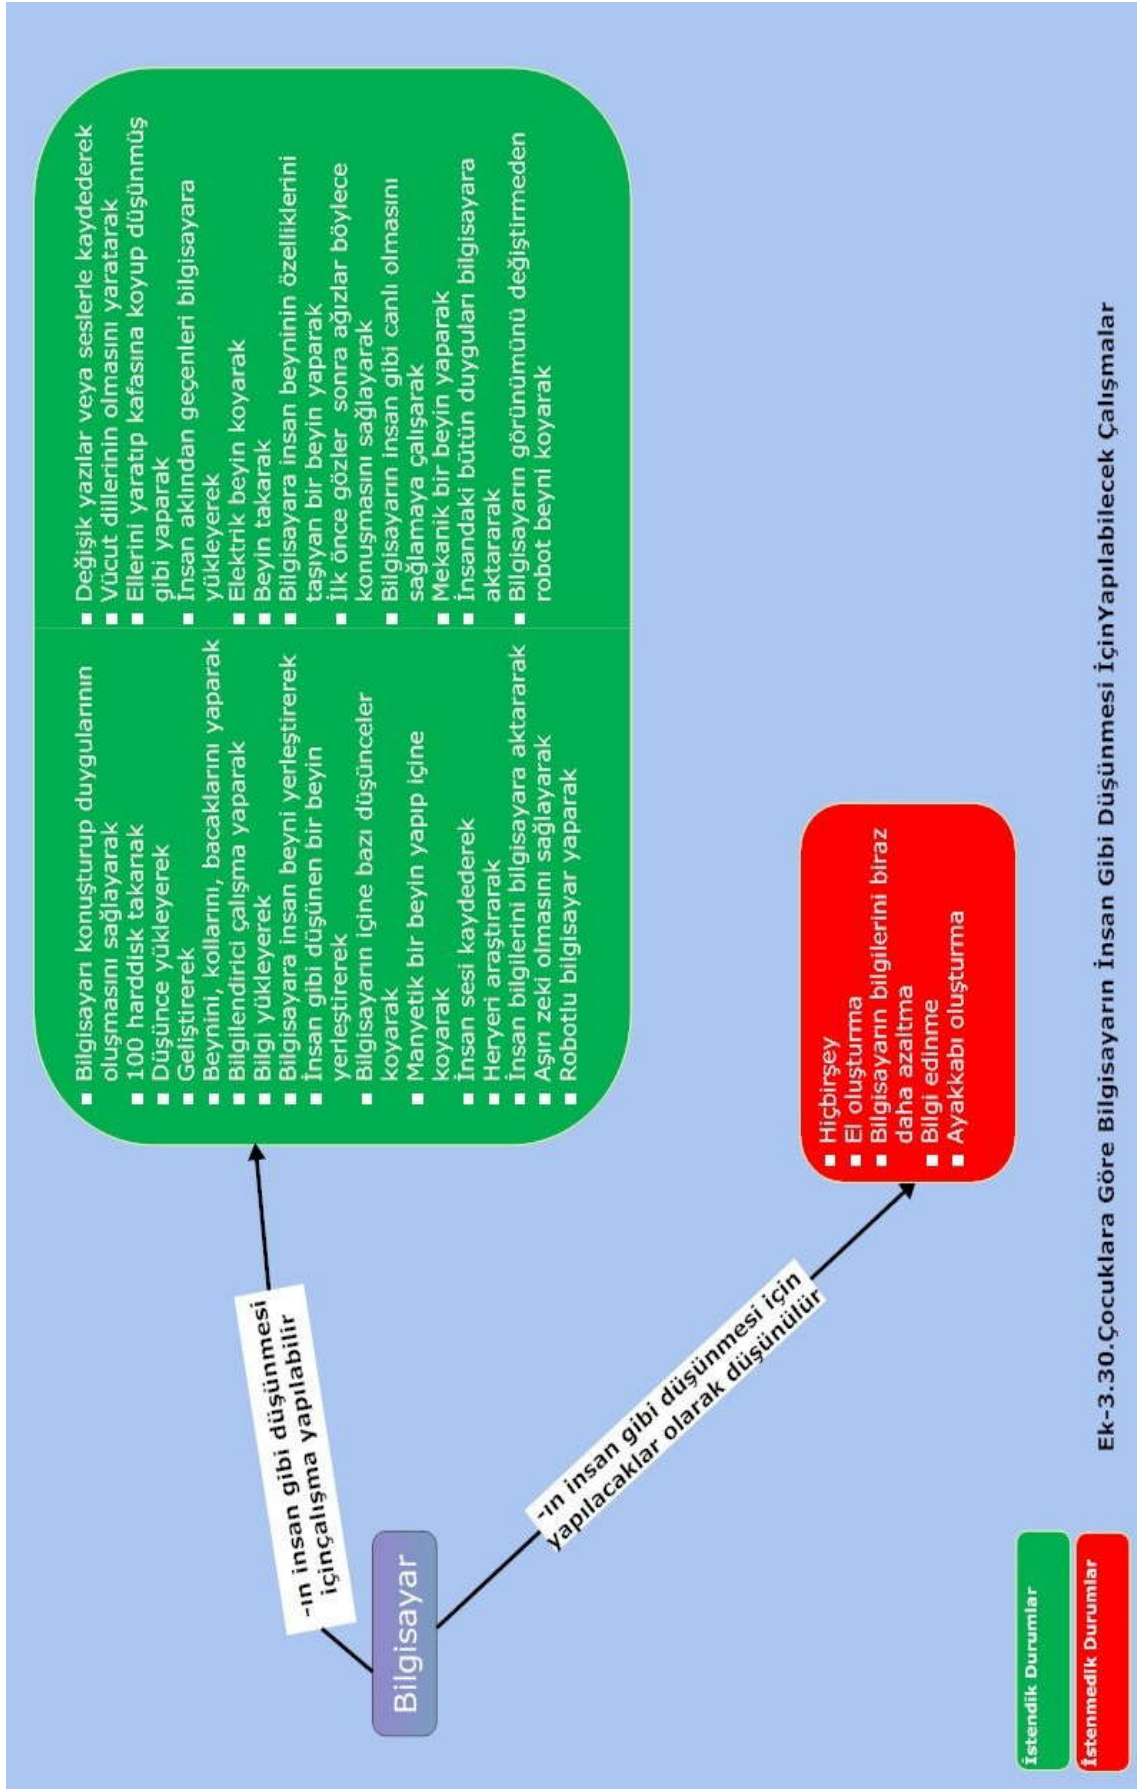 Bilgisayar
-ın insan gibi düşünmesi
içinçalışma yapılabilir
Bilgisayarı konuşturup duygularının
oluşmasını sağlayarak
100 harddisk takarak
Düşünce yükleyerek
Geliştirerek
Beynini, kollarını, bacaklarını yaparak
Bilgilendirici çalışma yaparak
Bilgi yükleyerek
Bilgisayara insan beyni yerleştirerek
İnsan gibi düşünen bir beyin
yerleştirerek
Bilgisayarın içine bazı düşünceler
koyarak
Manyetik bir beyin yapıp içine
koyarak
İnsan sesi kaydederek
Heryeri araştırarak
İnsan bilgilerini bilgisayara aktararak
Aşırı zeki olmasını sağlayarak
Robotlu bilgisayar yaparak
Değişik yazılar veya seslerle kaydederek
Vücut dillerinin olmasını yaratarak
Ellerini yaratıp kafasına koyup düşünmüş
gibi yaparak
İnsan aklından geçenleri bilgisayara
yükleyerek
Elektrik beyin koyarak
Beyin takarak
Bilgisayara insan beyninin özelliklerini
taşıyan bir beyin yaparak
İlk önce gözler sonra ağızlar böylece
konuşmasını sağlayarak
Bilgisayarın insan gibi canlı olmasını
sağlamaya çalışarak
Mekanik bir beyin yaparak
İnsandaki bütün duyguları bilgisayara
aktararak
Bilgisayarın görünümünü değiştirmeden
robot beyni koyarak
-ın insan gibi düşünmesi için
yapılacaklar olarak düşünülür
Hiçbirşey
El oluşturma
Bilgisayarın bilgilerini biraz
daha azaltma
Bilgi edinme
Ayakkabı oluşturma
İstendik Durumlar
İstenmedik Durumlar
Ek-3.30.Çocuklara Göre Bilgisayarın İnsan Gibi Düşünmesi İçinYapılabilecek Çalışmalar